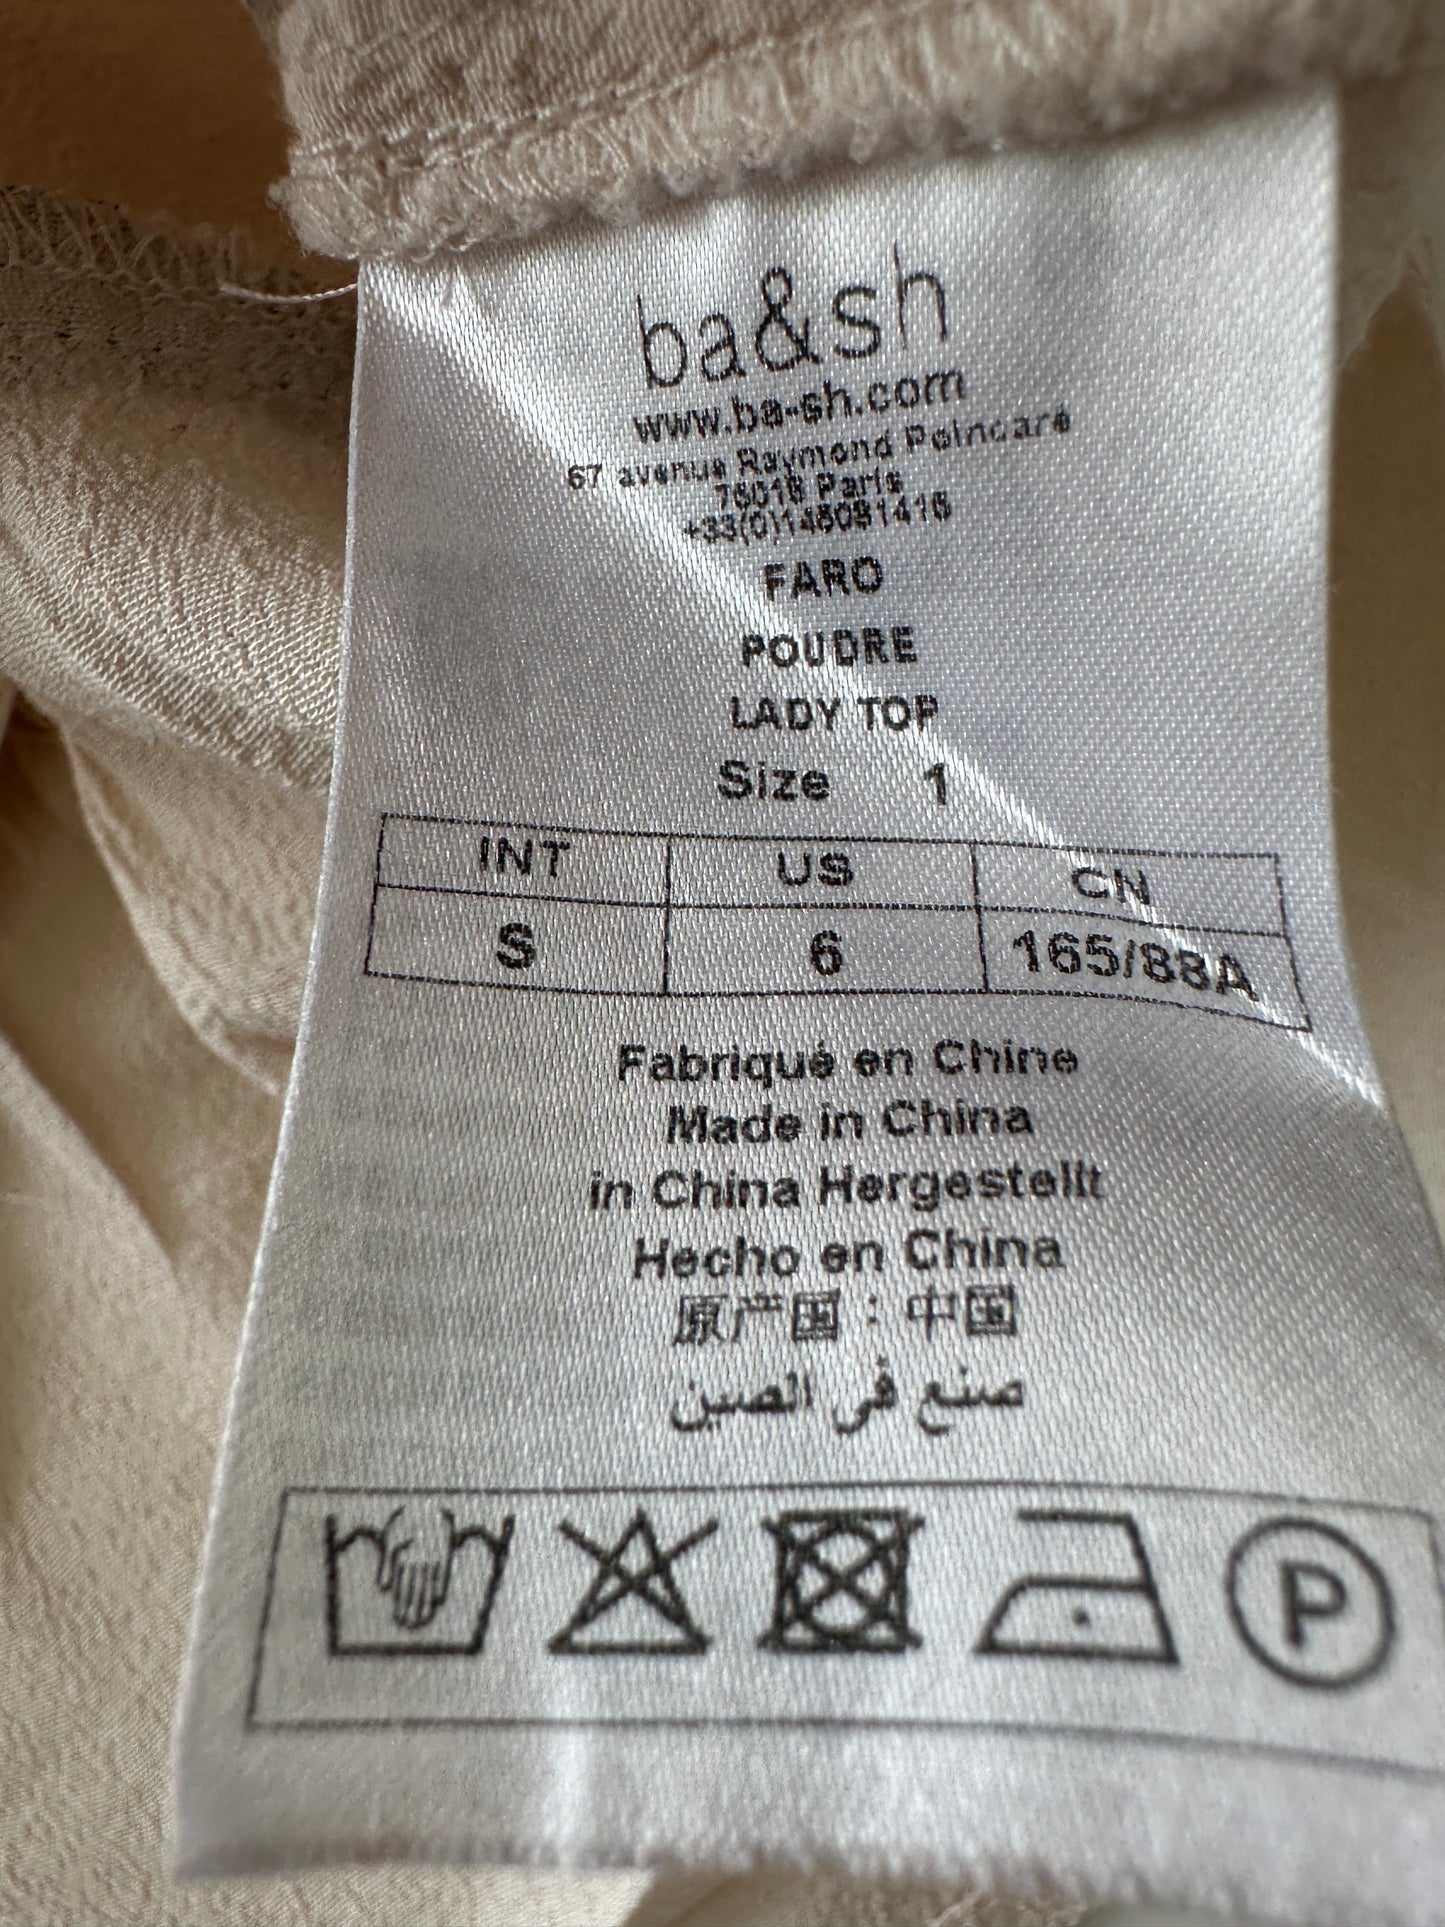 ba&sh
www.ba-sh.com
67 avenue Raymond Poincaré
75016 Paris
+33(0)145081416
FARO
POUDRE
LADY TOP
Size 1
INT US CN
S 6 165/88A
Fabriqué en Chine
Made in China
in China Hergestellt
Hecho en China
原产国：中国
صنع في الصين
P